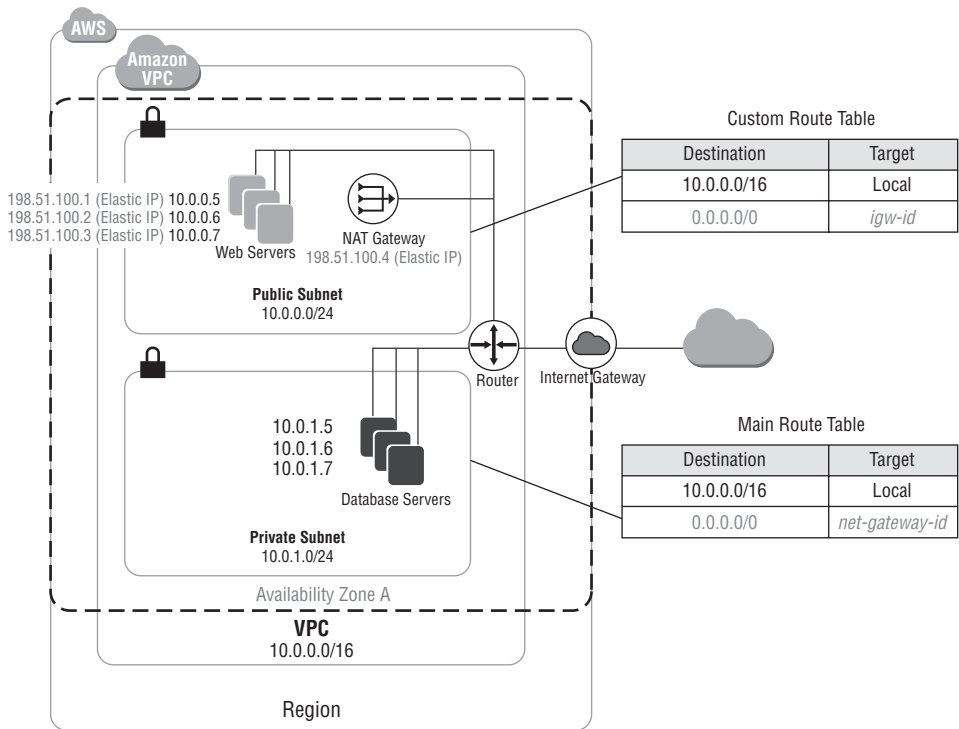 AWS
Amazon
VPC
198.51.100.1 (Elastic IP) 10.0.0.5
198.51.100.2 (Elastic IP) 10.0.0.6
198.51.100.3 (Elastic IP) 10.0.0.7
Web Servers
NAT Gateway
198.51.100.4 (Elastic IP)
Public Subnet
10.0.0.0/24
Custom Route Table
Destination Target
10.0.0.0/16 Local
0.0.0.0/0 igw-id
Router
Internet Gateway
10.0.1.5
10.0.1.6
10.0.1.7
Database Servers
Private Subnet
10.0.1.0/24
Main Route Table
Destination Target
10.0.0.0/16 Local
0.0.0.0/0 net-gateway-id
Availability Zone A
VPC
10.0.0.0/16
Region